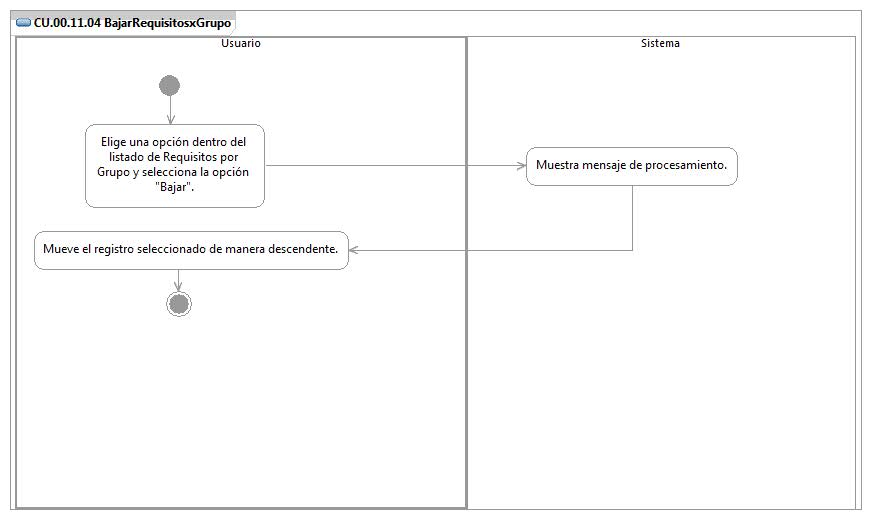 CU.00.11.04 BajarRequisitosxGrupo
Usuario
Sistema
Elige una opción dentro del
listado de Requisitos por
Grupo y selecciona la opción
"Bajar".
Muestra mensaje de procesamiento.
Mueve el registro seleccionado de manera descendente.